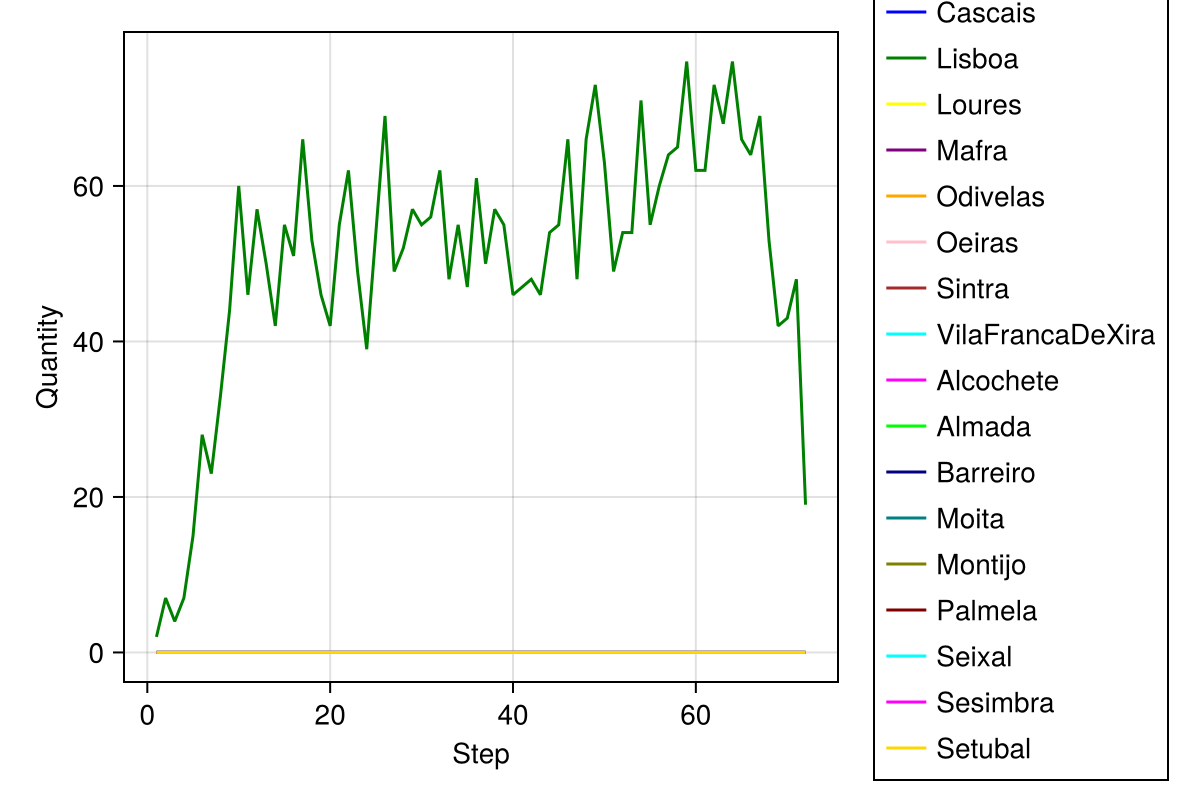 Cascais
Lisboa
Loures
Mafra
Odivelas
Oeiras
Sintra
VilaFrancaDeXira
Alcochete
Almada
Barreiro
Moita
Montijo
Palmela
Seixal
Sesimbra
Setubal
60
40
20
0
Quantity
0 20 40 60
Step